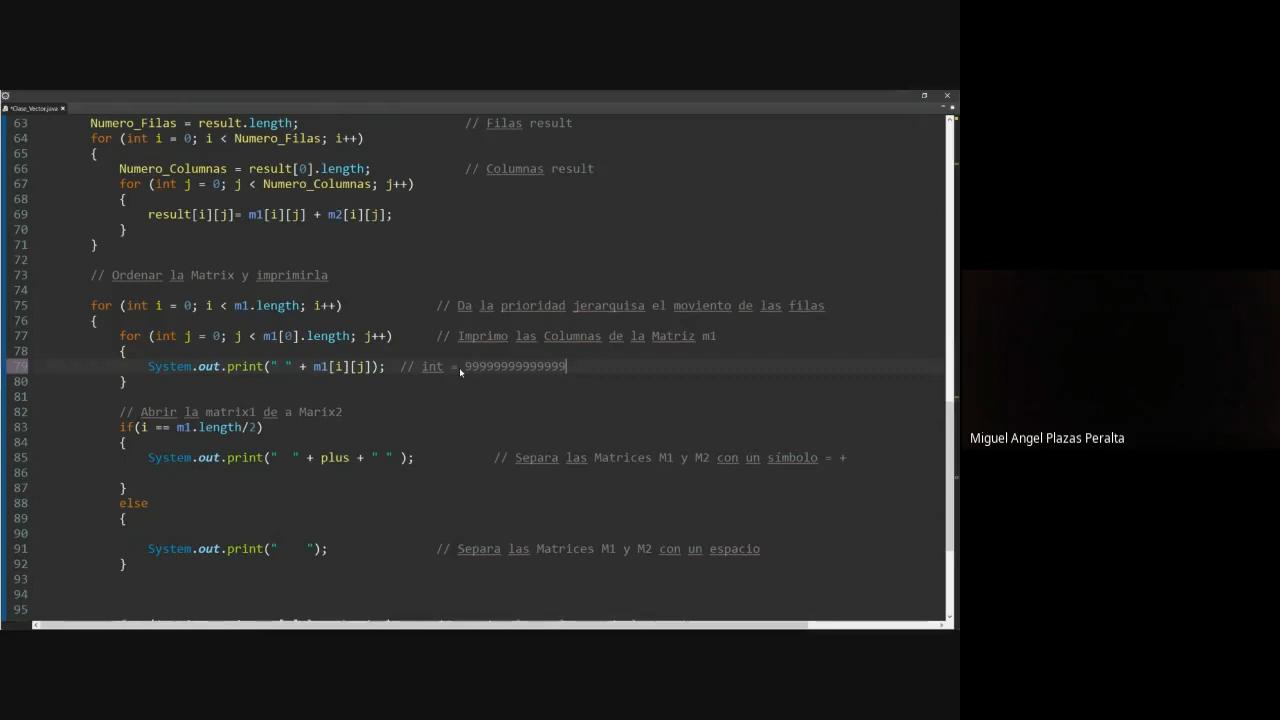 *Clase_Vector.java
63 Numero_Filas = result.length; // Filas result
64 for (int i = 0; i < Numero_Filas; i++)
65 {
66 Numero_Columnas = result[0].length; // Columnas result
67 for (int j = 0; j < Numero_Columnas; j++)
68 {
69 result[i][j]= m1[i][j] + m2[i][j];
70 }
71 }
72
73 // Ordenar la Matrix y imprimirla
74
75 for (int i = 0; i < m1.length; i++) // Da la prioridad jerarquisa el moviento de las filas
76 {
77 for (int j = 0; j < m1[0].length; j++) // Imprimo las Columnas de la Matriz m1
78 {
79 System.out.print(" " + m1[i][j]); // int = 99999999999999
80 }
81
82 // Abrir la matrix1 de a Marix2
83 if(i == m1.length/2)
84 {
85 System.out.print("  " + plus + " " ); // Separa las Matrices M1 y M2 con un símbolo = +
86
87 }
88 else
89 {
90
91 System.out.print("    "); // Separa las Matrices M1 y M2 con un espacio
92 }
93
94
95
Miguel Angel Plazas Peralta